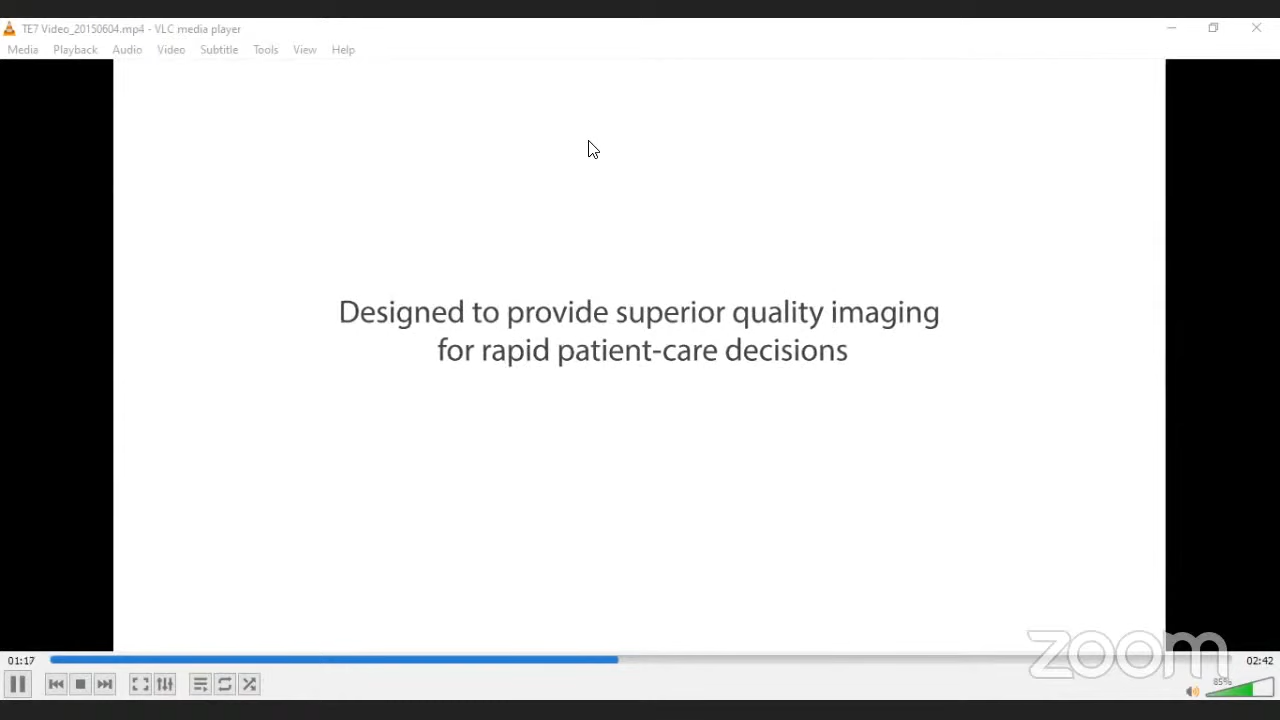 TE7 Video_20150604.mp4 - VLC media player
Media Playback Audio Video Subtitle Tools View Help
Designed to provide superior quality imaging
for rapid patient-care decisions
zoom
01:17
02:42
85%